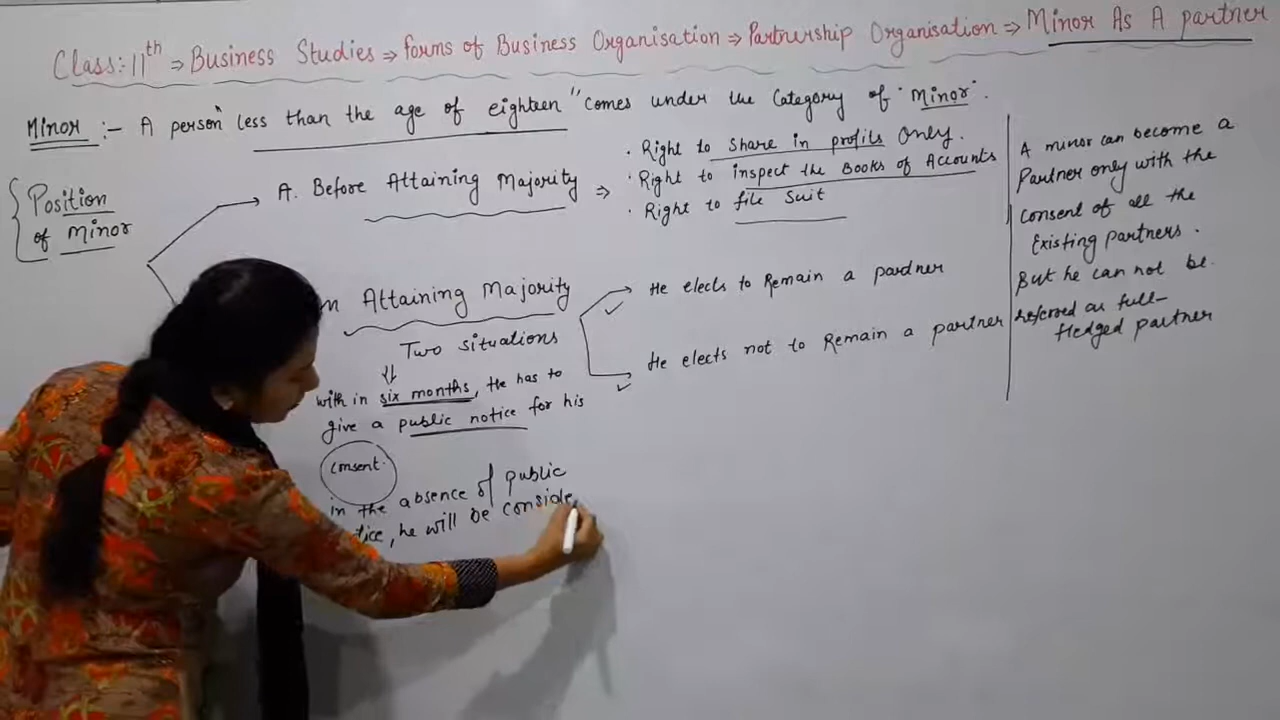 Class: 11th ⇒ Business Studies ⇒ forms of Business Organisation ⇒ Partnership Organisation ⇒ Minor As A partner
Minor :- A person "less than the age of eighteen" comes under the Category of "Minor".
Position
of Minor
A. Before Attaining Majority ⇒
· Right to share in profits Only.
· Right to inspect the Books of Accounts
· Right to file Suit
Attaining Majority
Two situations
with in six months, He has to
give a public notice for his
Consent.
in the absence of public
he will be conside
He elects to Remain a partner
He elects not to Remain a partner
A minor can become a
Partner only with the
Consent of all the
Existing partners.
But he can not be
referred as full-
fledged partner